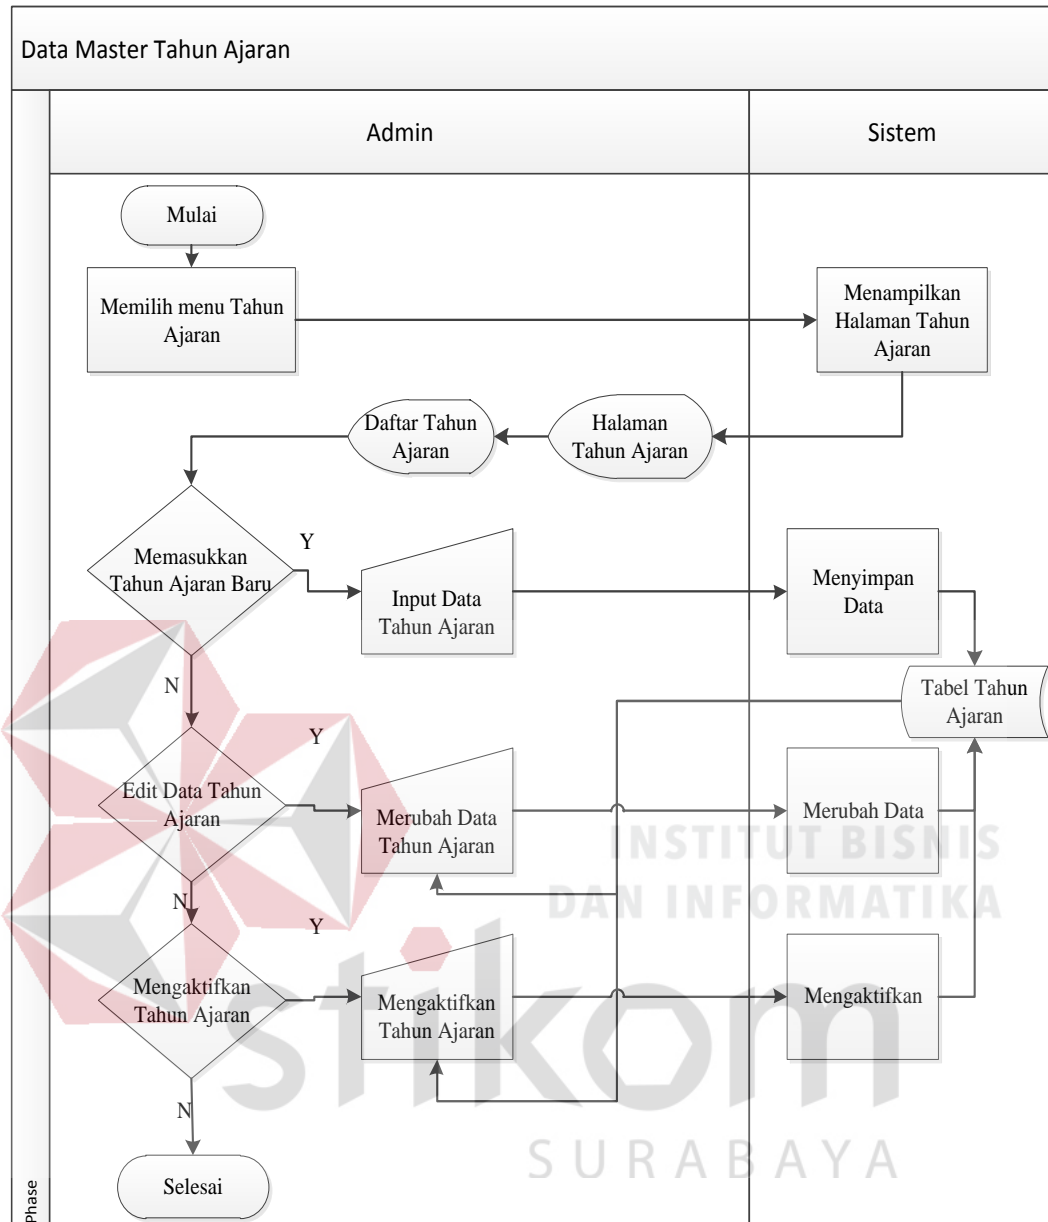 Data Master Tahun Ajaran
Admin
Sistem
Mulai
Memilih menu Tahun
Ajaran
Menampilkan
Halaman Tahun
Ajaran
Daftar Tahun
Ajaran
Halaman
Tahun Ajaran
Memasukkan
Tahun Ajaran Baru
Y
Input Data
Tahun Ajaran
Menyimpan
Data
N
Tabel Tahun
Ajaran
Y
Edit Data Tahun
Ajaran
Merubah Data
Tahun Ajaran
Merubah Data
INSTITUT BISNIS
DAN INFORMATIKA
N
Y
Mengaktifkan
Tahun Ajaran
Mengaktifkan
Tahun Ajaran
Mengaktifkan
stikom
SURABAYA
N
Selesai
Phase